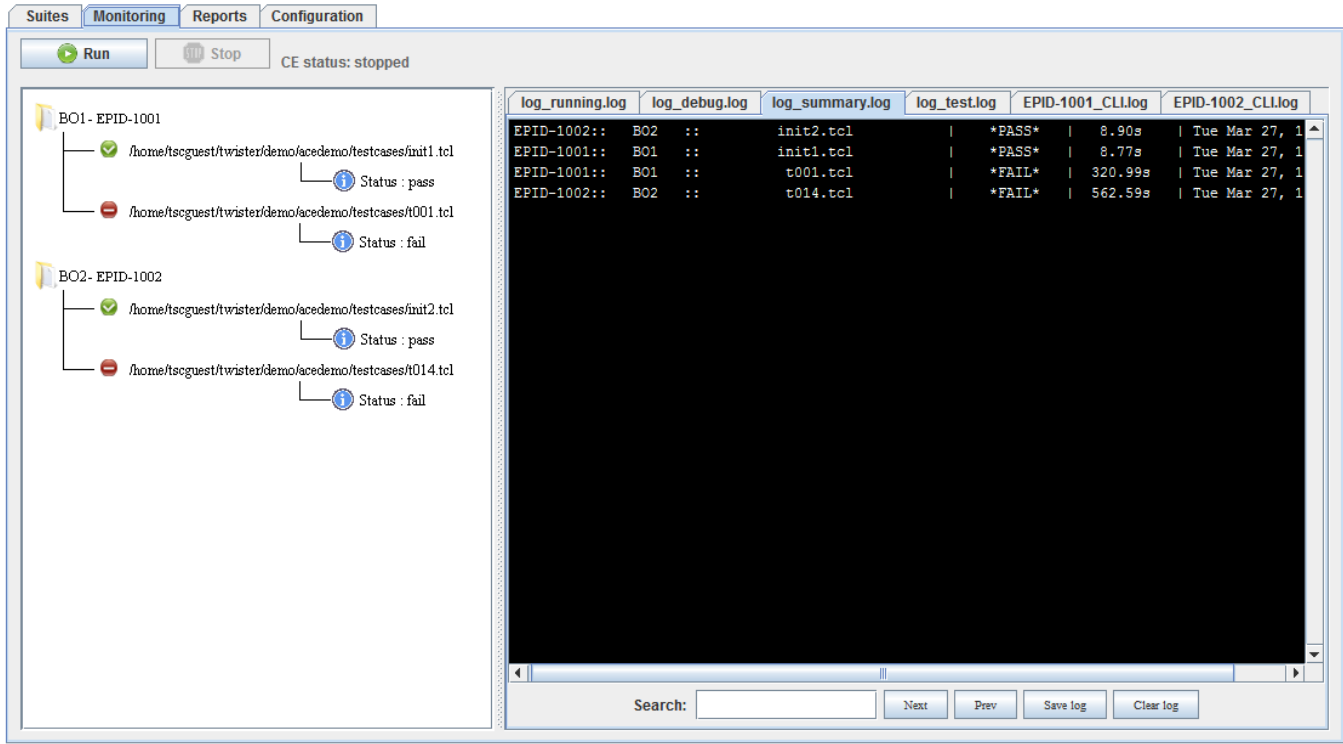 Suites Monitoring Reports Configuration
Run STOP Stop CE status: stopped
BO1- EPID-1001
/home/tscguest/twister/demo/acedemo/testcases/init1.tcl
Status : pass
/home/tscguest/twister/demo/acedemo/testcases/t001.tcl
Status : fail
BO2- EPID-1002
/home/tscguest/twister/demo/acedemo/testcases/init2.tcl
Status : pass
/home/tscguest/twister/demo/acedemo/testcases/t014.tcl
Status : fail
log_running.log log_debug.log log_summary.log log_test.log EPID-1001_CLI.log EPID-1002_CLI.log
EPID-1002:: BO2 :: init2.tcl | *PASS* | 8.90s | Tue Mar 27, 1
EPID-1001:: BO1 :: init1.tcl | *PASS* | 8.77s | Tue Mar 27, 1
EPID-1001:: BO1 :: t001.tcl | *FAIL* | 320.99s | Tue Mar 27, 1
EPID-1002:: BO2 :: t014.tcl | *FAIL* | 562.59s | Tue Mar 27, 1
Search: Next Prev Save log Clear log